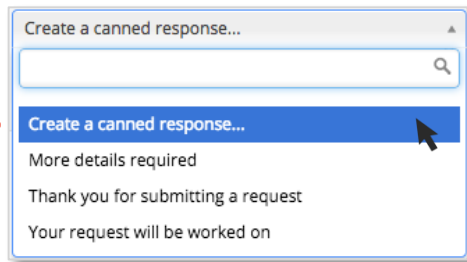 Create a canned response...
Create a canned response...
More details required
Thank you for submitting a request
Your request will be worked on